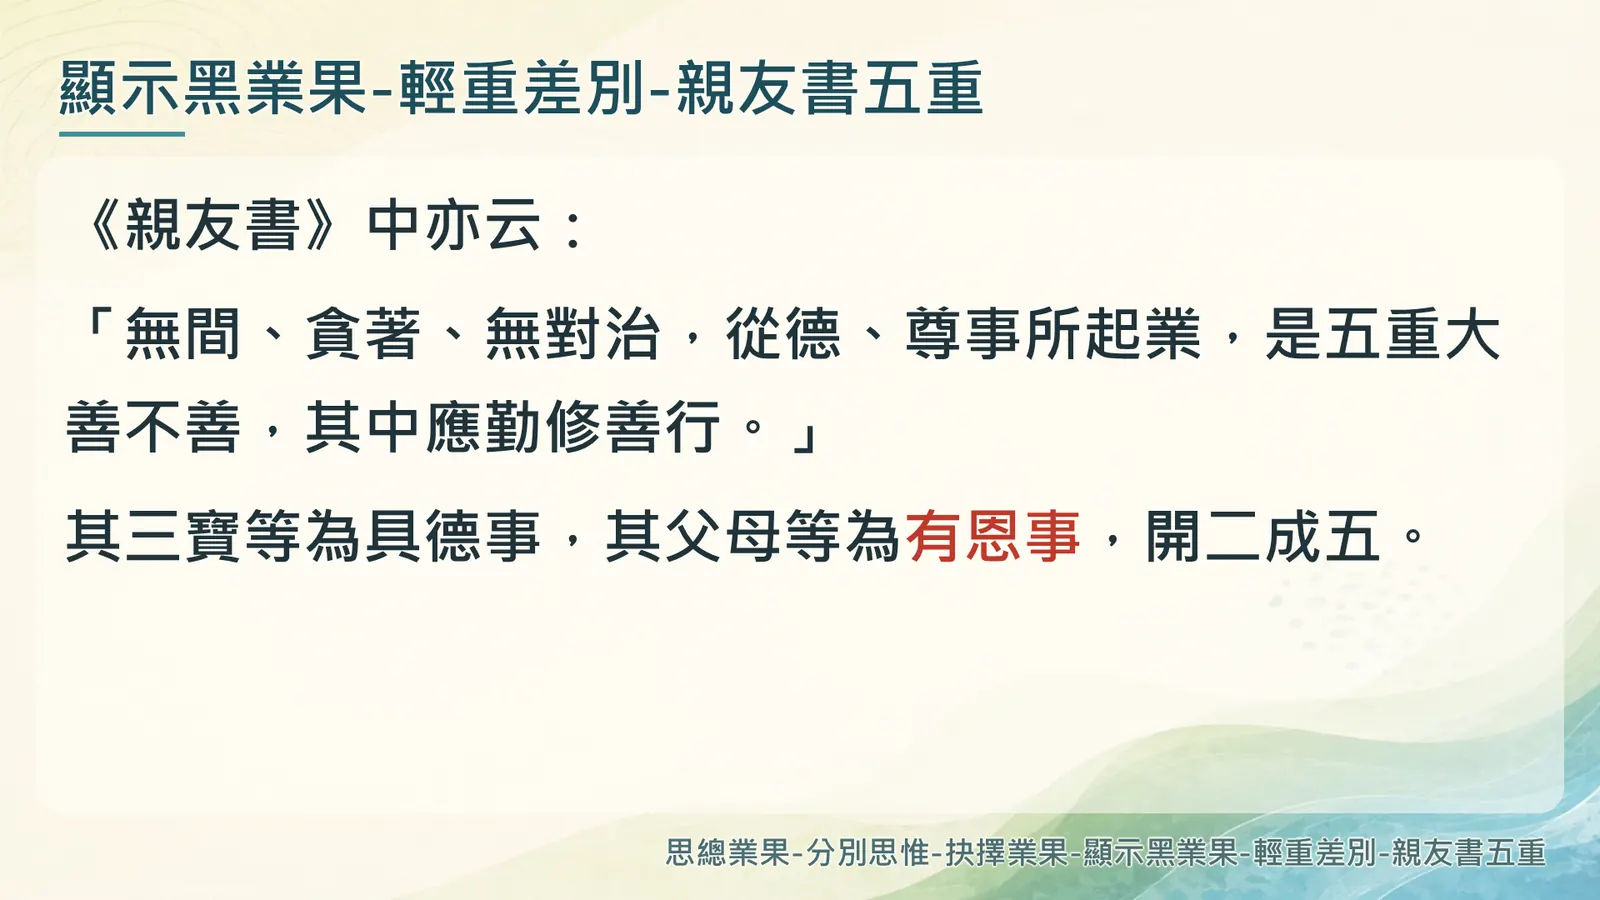 顯示黑業果-輕重差別-親友書五重
《親友書》中亦云：
「無間、貪著、無對治，從德、尊事所起業，是五重大
善不善，其中應勤修善行。」
其三寶等為具德事，其父母等為有恩事，開二成五。
思總業果-分別思惟-抉擇業果-顯示黑業果-輕重差別-親友書五重